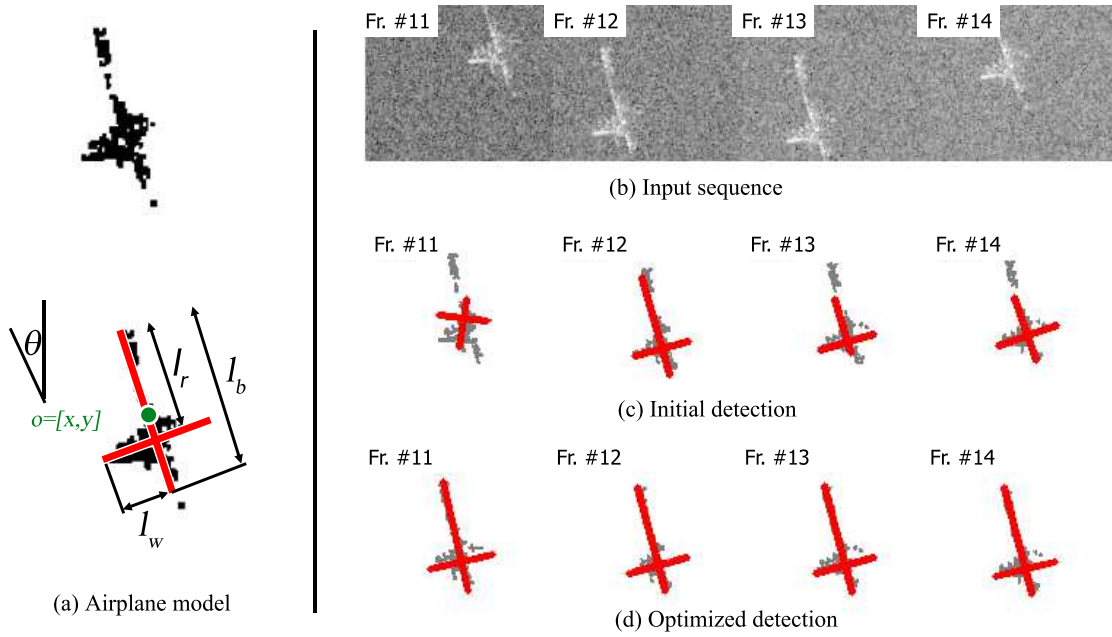 θ
l_r
l_b
o=[x,y]
l_w
(a) Airplane model
Fr. #11
Fr. #12
Fr. #13
Fr. #14
(b) Input sequence
Fr. #11
Fr. #12
Fr. #13
Fr. #14
(c) Initial detection
Fr. #11
Fr. #12
Fr. #13
Fr. #14
(d) Optimized detection